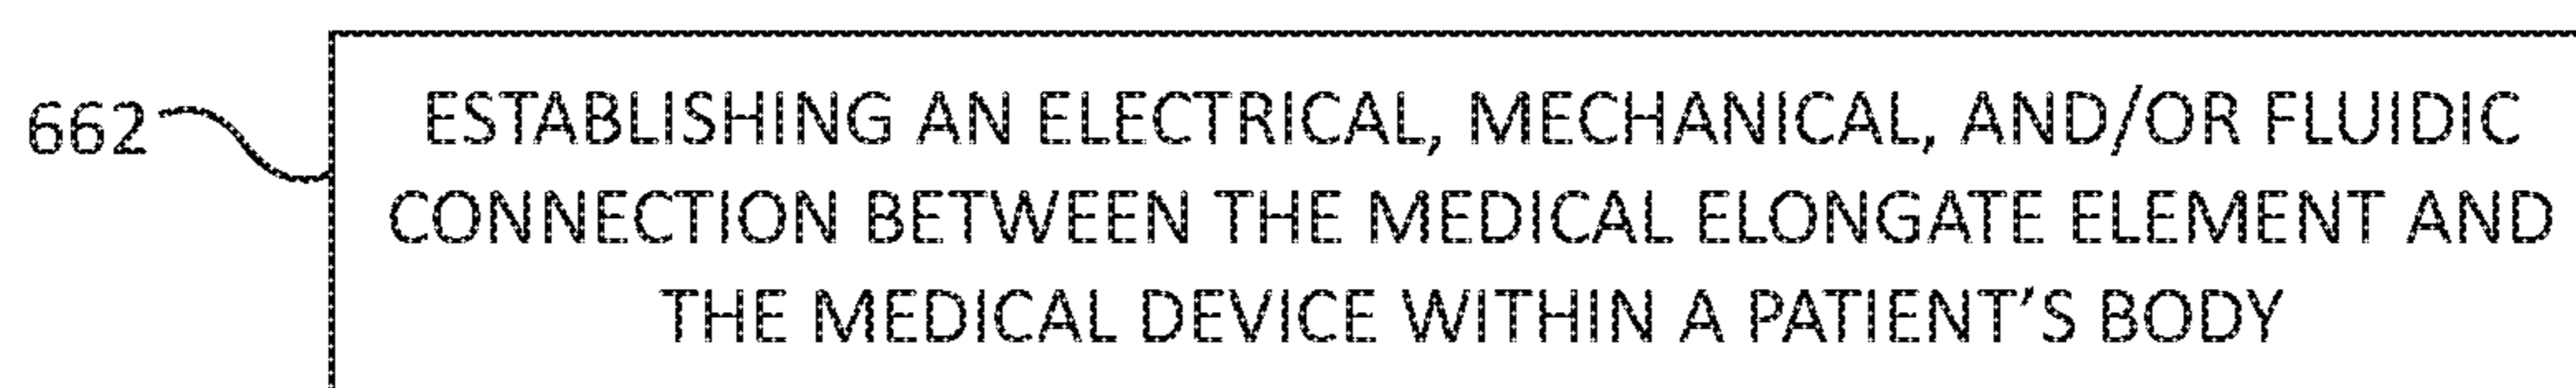 662
ESTABLISHING AN ELECTRICAL, MECHANICAL, AND/OR FLUIDIC
CONNECTION BETWEEN THE MEDICAL ELONGATE ELEMENT AND
THE MEDICAL DEVICE WITHIN A PATIENT'S BODY